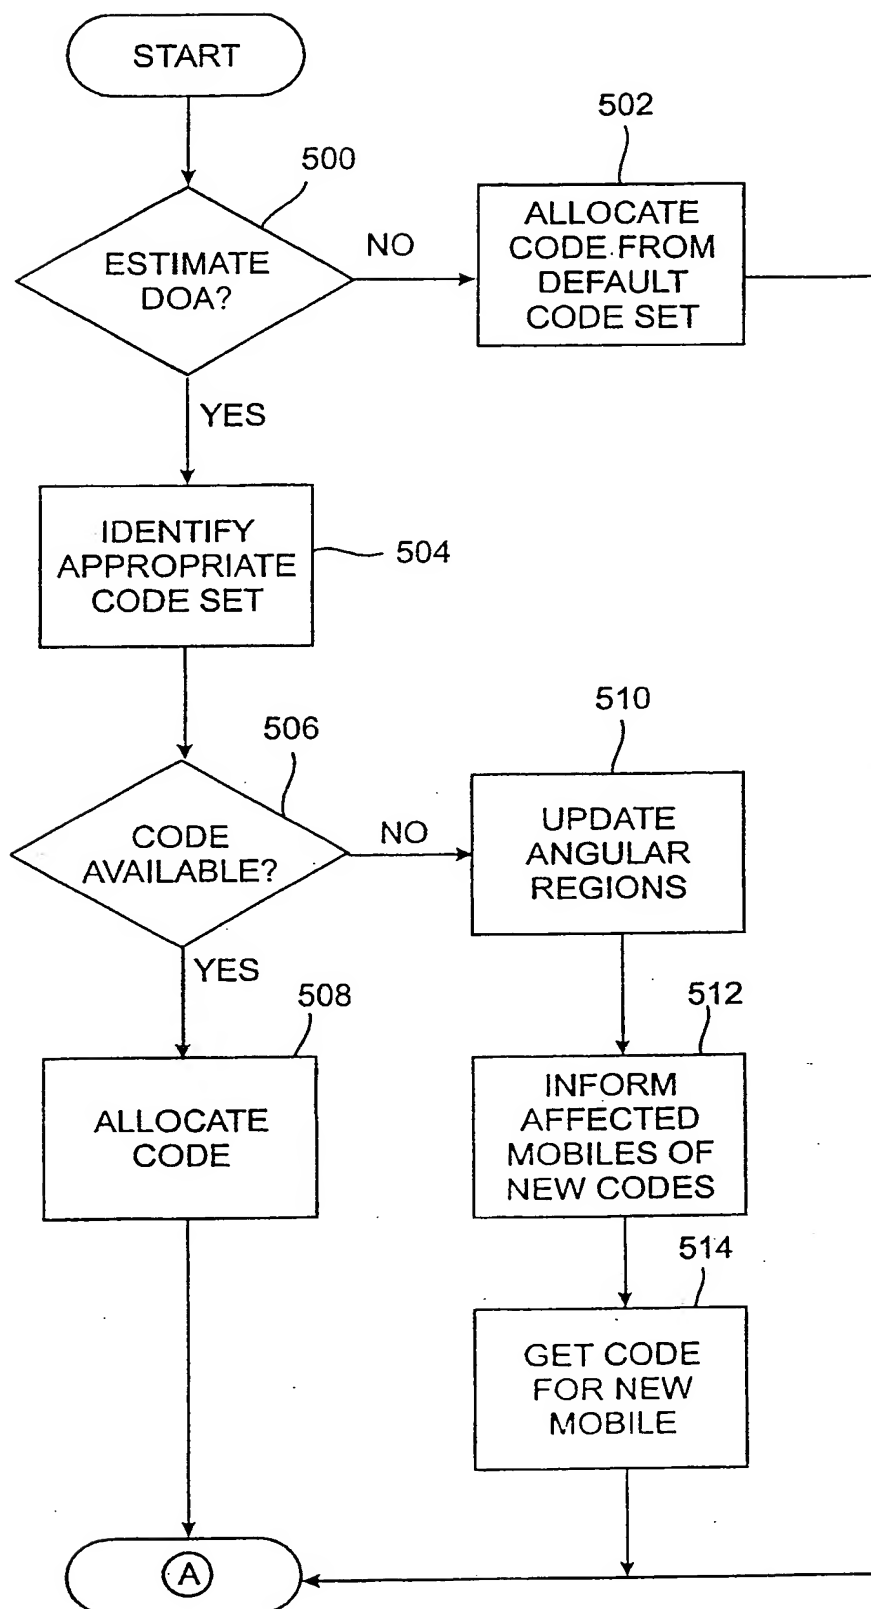 START
500
ESTIMATE
DOA?
NO
502
ALLOCATE
CODE FROM
DEFAULT
CODE SET
YES
IDENTIFY
APPROPRIATE
CODE SET
504
506
CODE
AVAILABLE?
NO
510
UPDATE
ANGULAR
REGIONS
YES
508
ALLOCATE
CODE
512
INFORM
AFFECTED
MOBILES OF
NEW CODES
514
GET CODE
FOR NEW
MOBILE
A